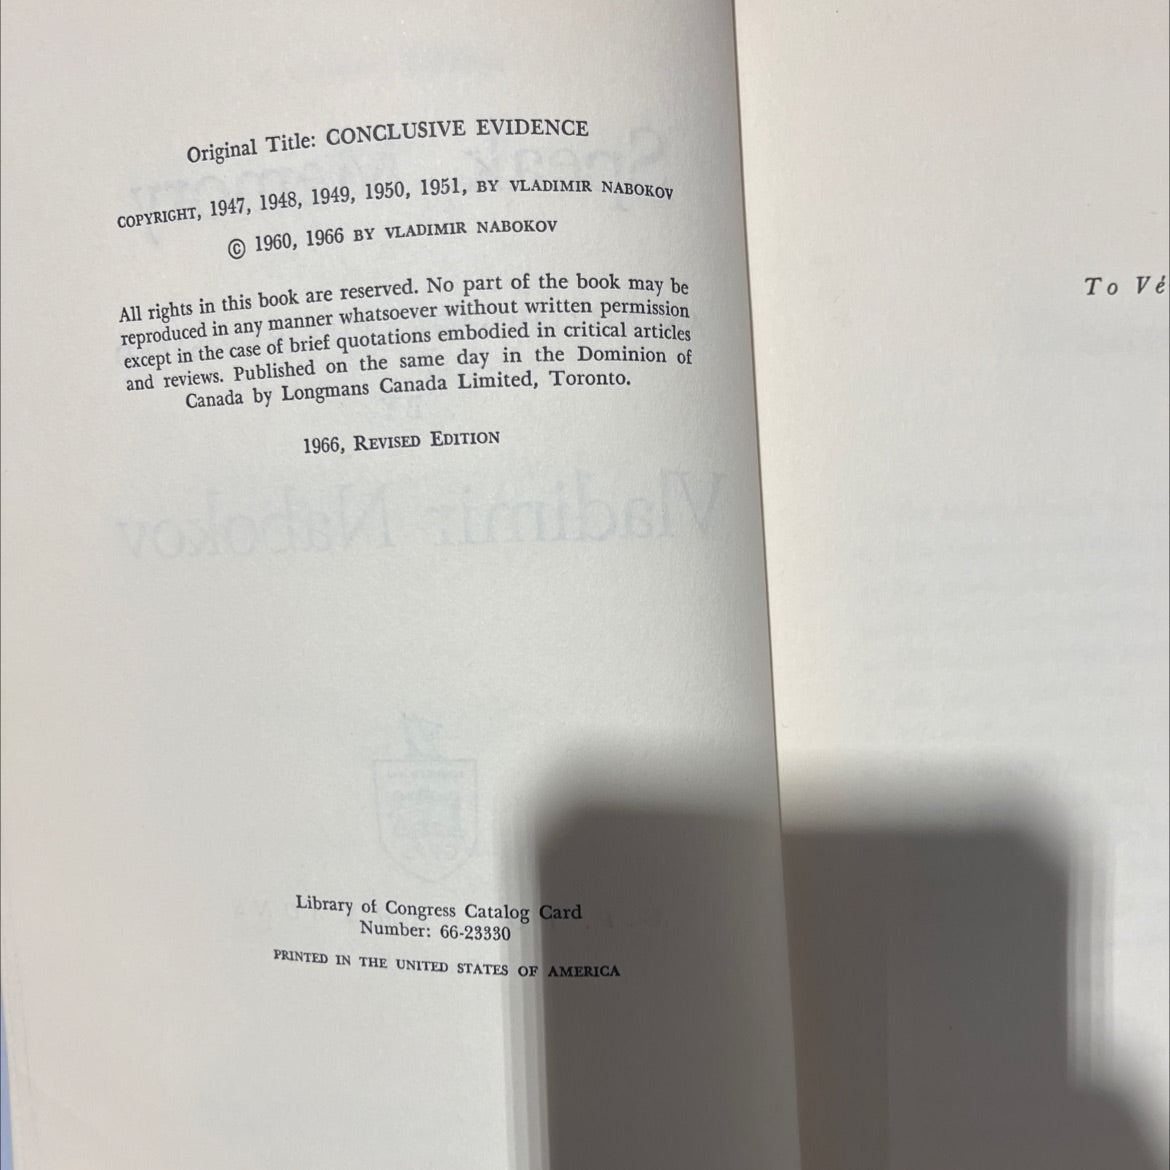 Original Title: CONCLUSIVE EVIDENCE
COPYRIGHT, 1947, 1948, 1949, 1950, 1951, BY VLADIMIR NABOKOV
© 1960, 1966 BY VLADIMIR NABOKOV
All rights in this book are reserved. No part of the book may be
reproduced in any manner whatsoever without written permission
except in the case of brief quotations embodied in critical articles
and reviews. Published on the same day in the Dominion of
Canada by Longmans Canada Limited, Toronto.
1966, REVISED EDITION
Vladimir Nabokov
Library of Congress Catalog Card
Number: 66-23330
PRINTED IN THE UNITED STATES OF AMERICA
To Vé